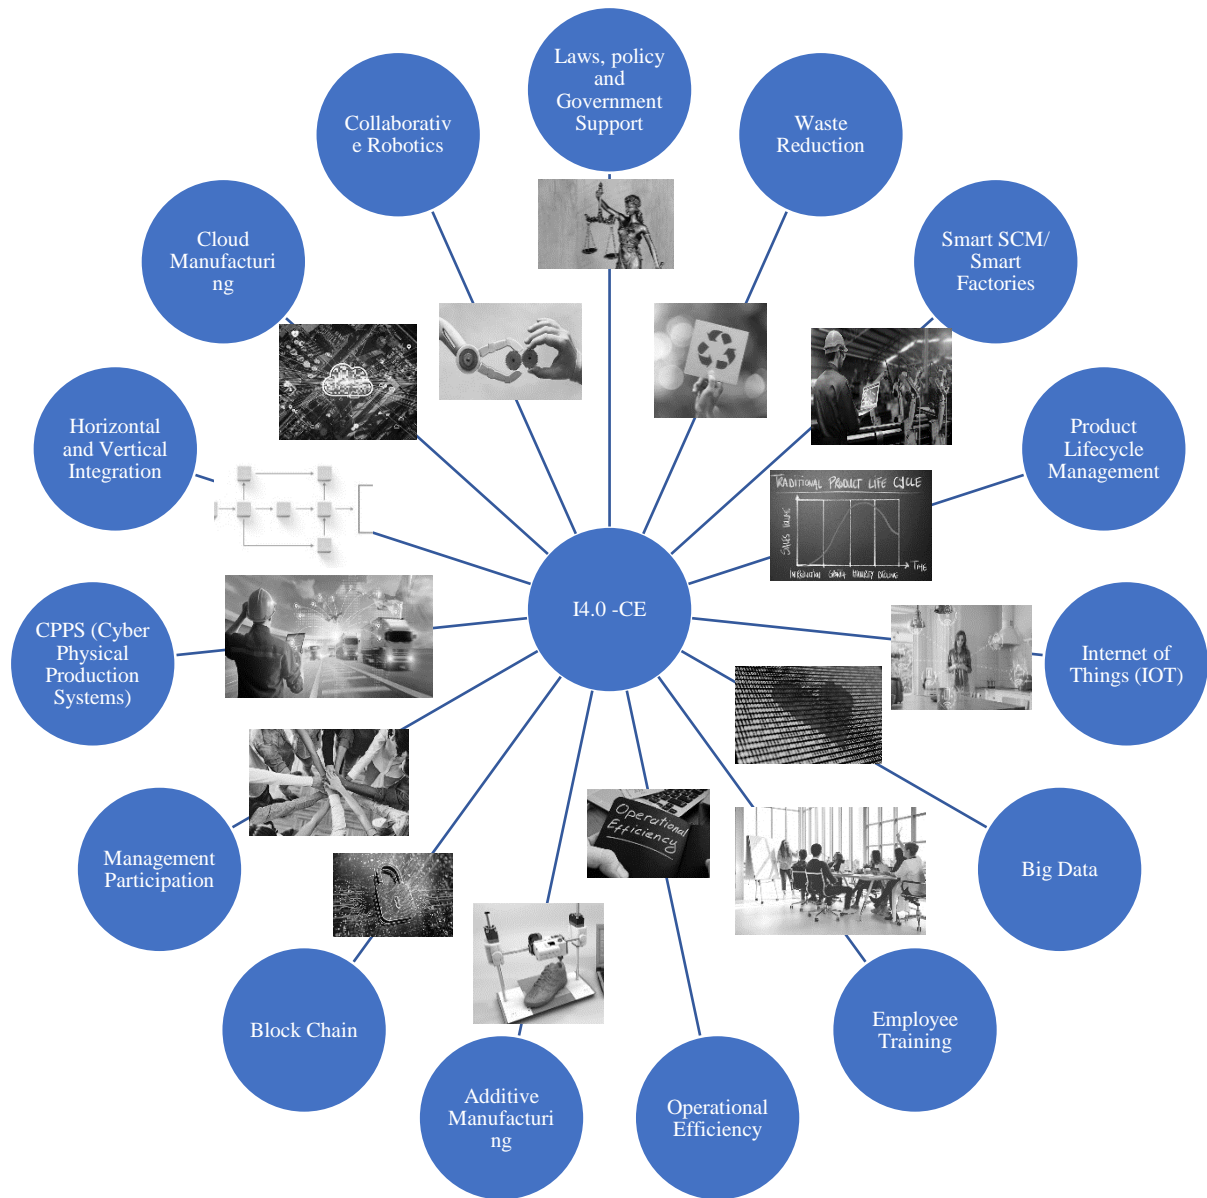 Laws, policy
and
Government
Support
Waste
Reduction
Smart SCM/
Smart
Factories
Product
Lifecycle
Management
Internet of
Things (IOT)
Big Data
Employee
Training
Operational
Efficiency
Additive
Manufacturi
ng
Block Chain
Management
Participation
CPPS (Cyber
Physical
Production
Systems)
Horizontal
and Vertical
Integration
Cloud
Manufacturi
ng
Collaborativ
e Robotics
I4.0 -CE
TRADITIONAL PRODUCT LIFE CYCLE
SALES VOLUME
TIME
INTRODUCTION GROWTH MATURITY DECLINE
Operational
Efficiency